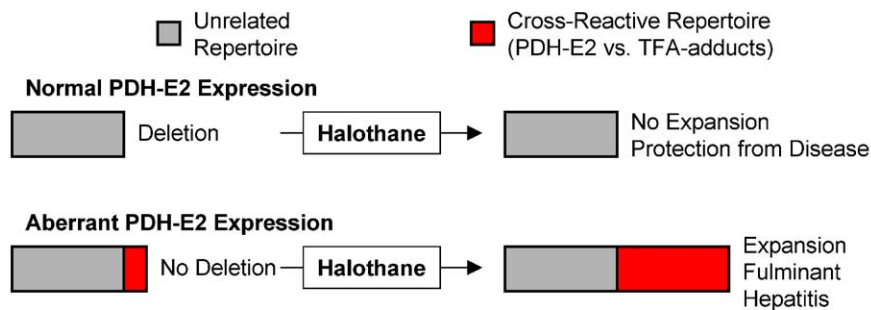 Unrelated
Repertoire
Cross-Reactive Repertoire
(PDH-E2 vs. TFA-adducts)
Normal PDH-E2 Expression
Deletion
Halothane
No Expansion
Protection from Disease
Aberrant PDH-E2 Expression
No Deletion
Halothane
Expansion
Fulminant
Hepatitis